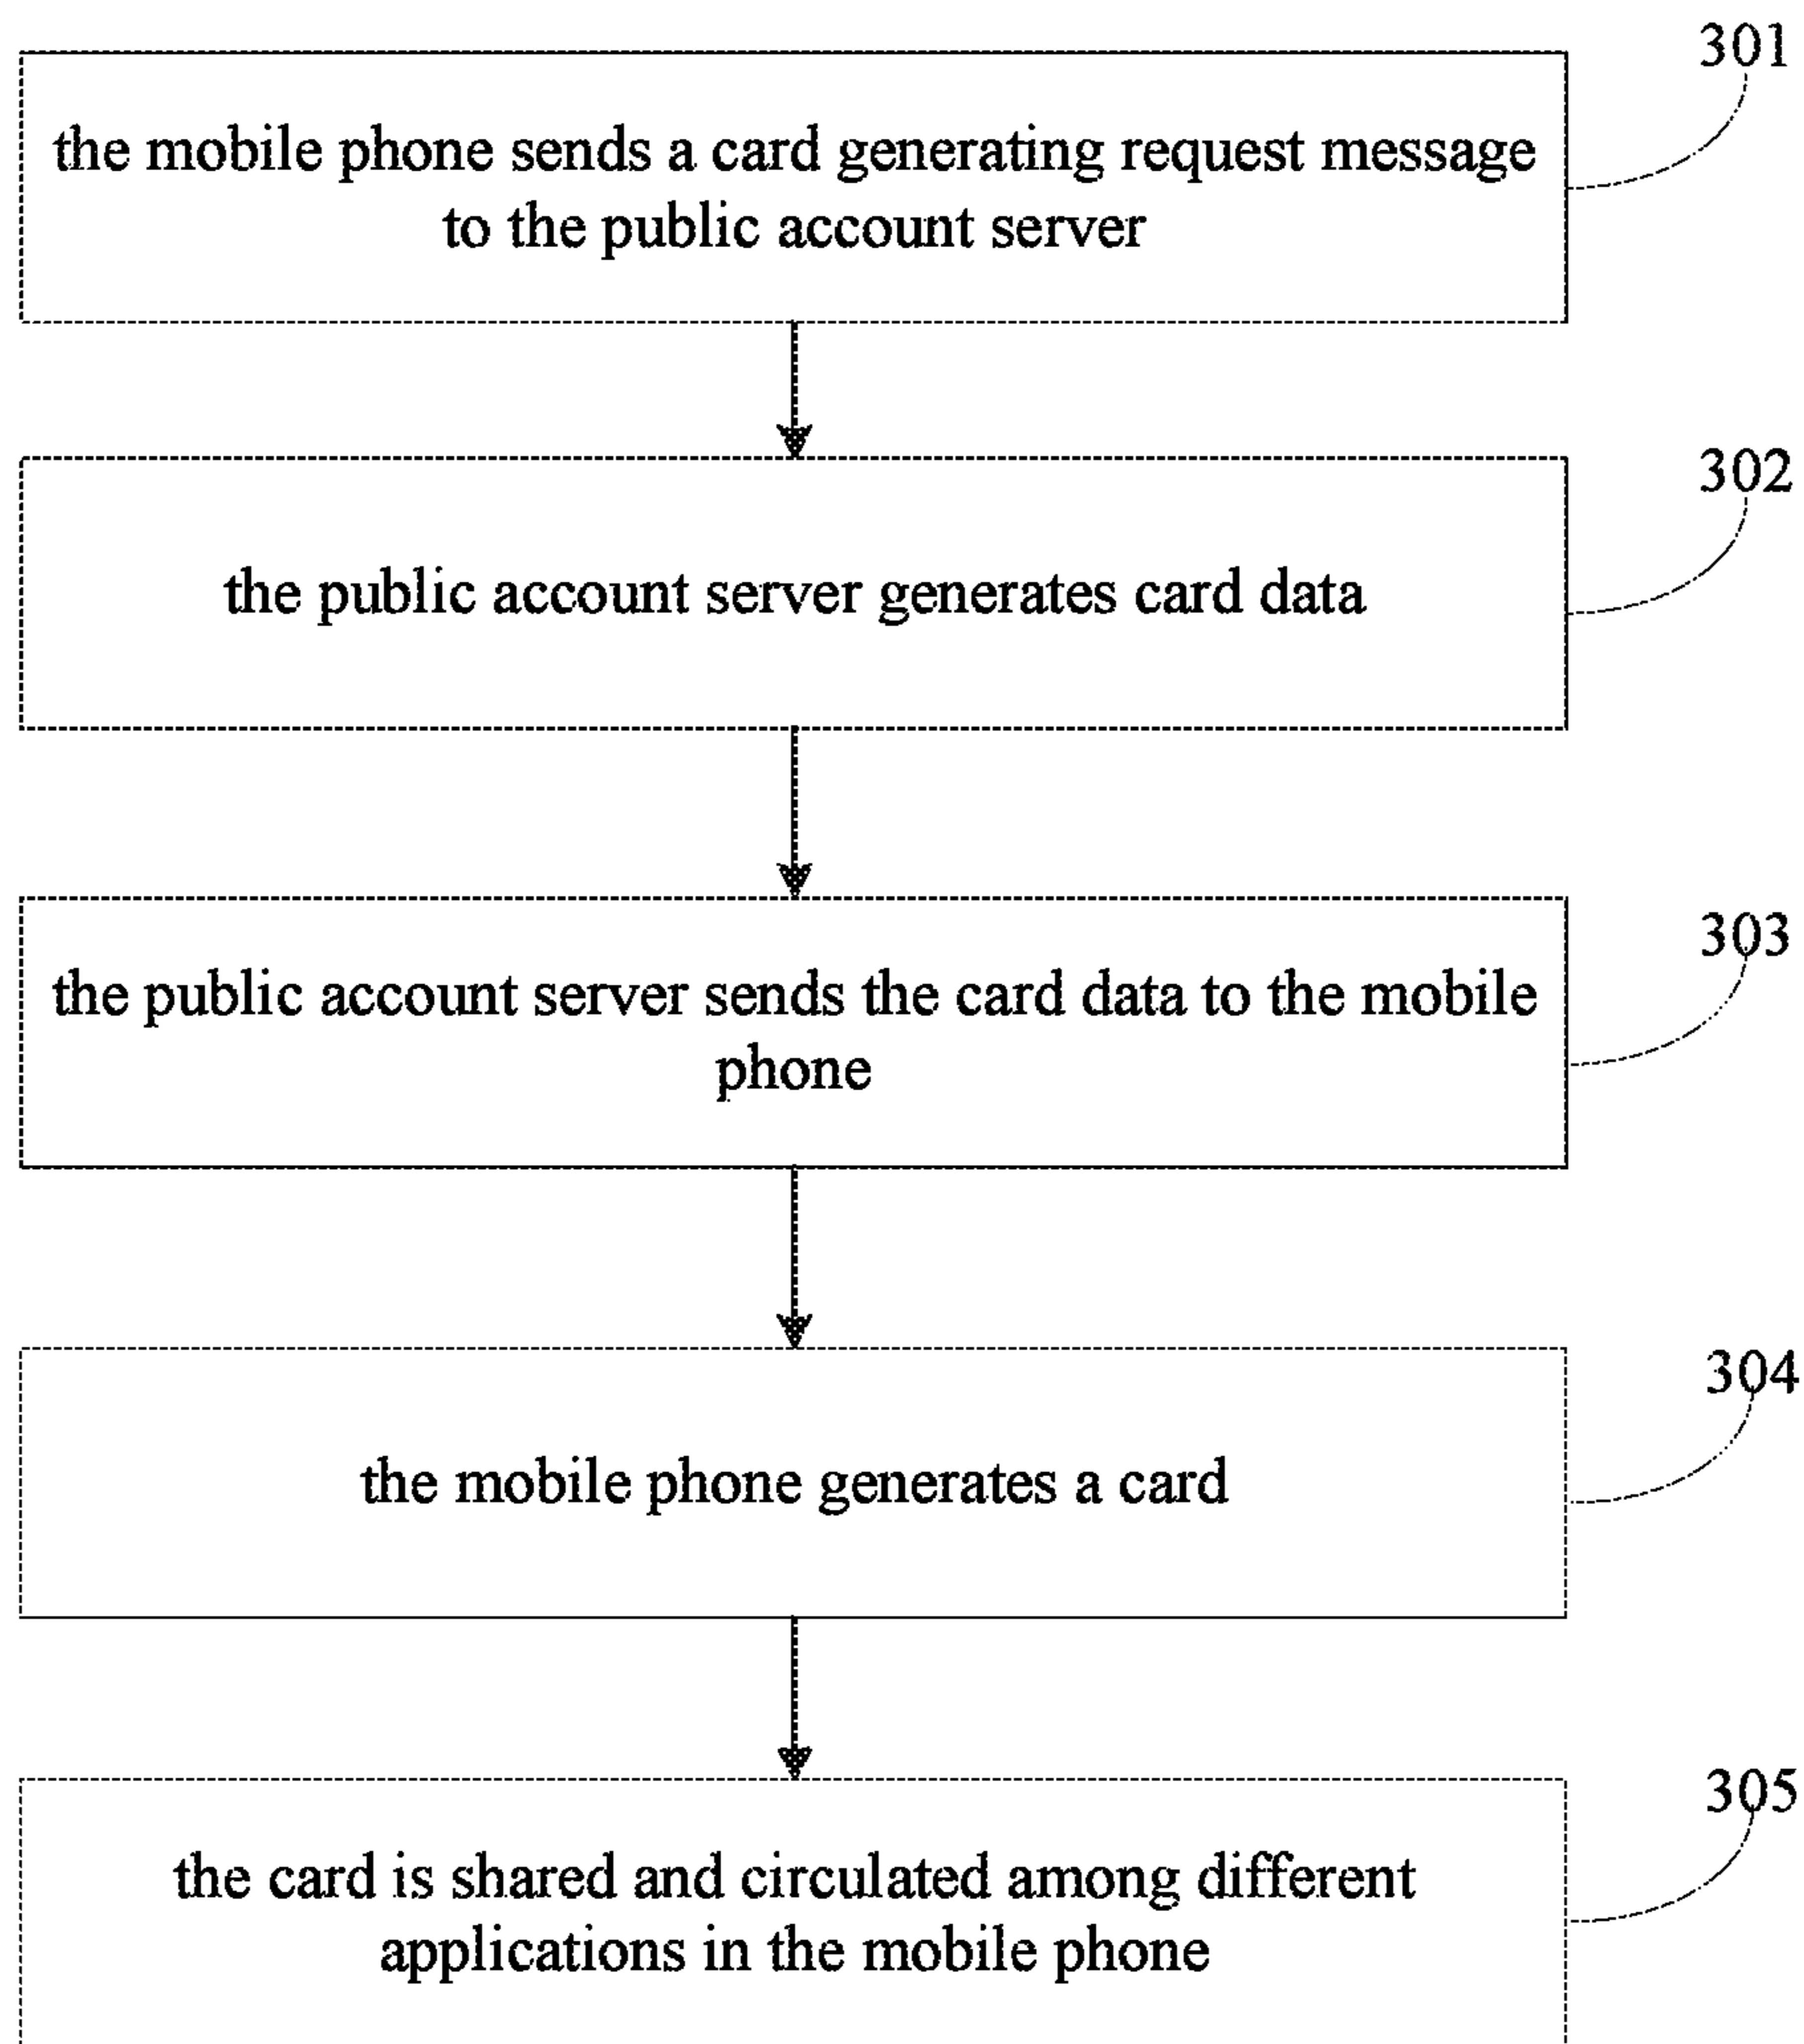 301
the mobile phone sends a card generating request message
to the public account server
302
the public account server generates card data
303
the public account server sends the card data to the mobile
phone
304
the mobile phone generates a card
305
the card is shared and circulated among different
applications in the mobile phone